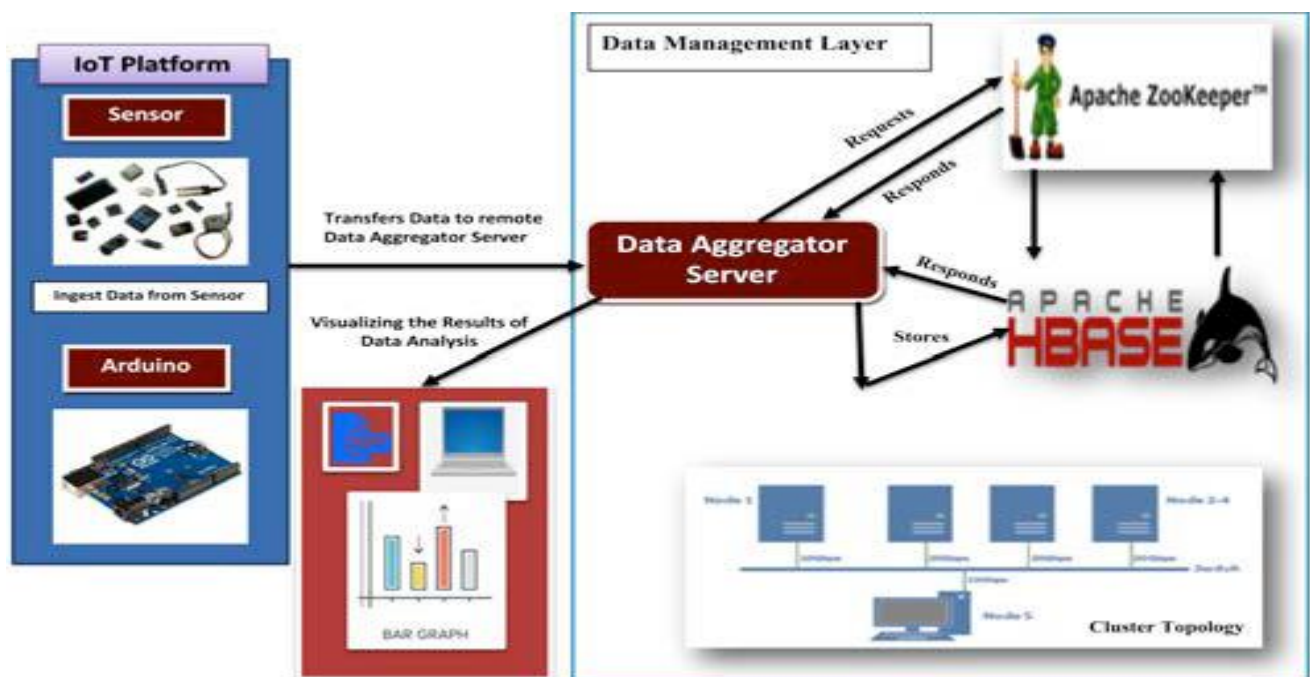 IoT Platform
Sensor
Ingest Data from Sensor
Arduino
Transfers Data to remote
Data Aggregator Server
Visualizing the Results of
Data Analysis
BAR GRAPH
Data Management Layer
Apache ZooKeeper™
Requests
Responds
Data Aggregator
Server
Responds
Stores
APACHE
HBASE
Node 1
Node 2-4
Node 5
Cluster Topology